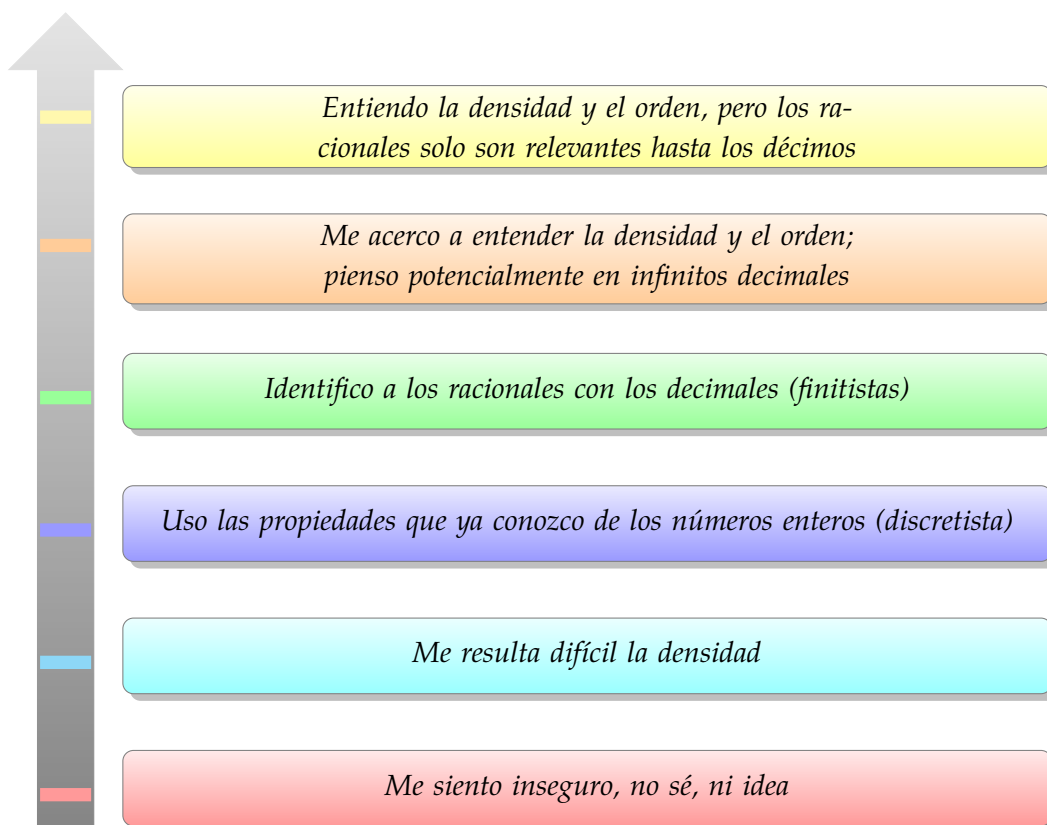 Entiendo la densidad y el orden, pero los ra-
cionales solo son relevantes hasta los décimos
Me acerco a entender la densidad y el orden;
pienso potencialmente en infinitos decimales
Identifico a los racionales con los decimales (finitistas)
Uso las propiedades que ya conozco de los números enteros (discretista)
Me resulta difícil la densidad
Me siento inseguro, no sé, ni idea